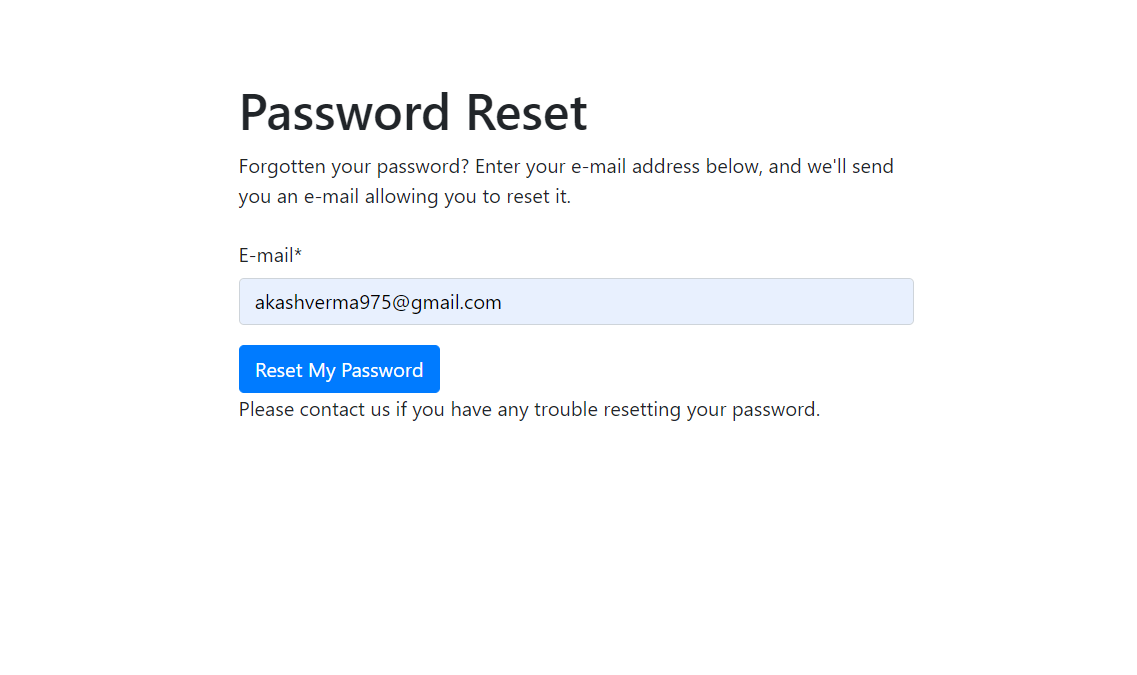 Password Reset
Forgotten your password? Enter your e-mail address below, and we'll send
you an e-mail allowing you to reset it.
E-mail*
akashverma975@gmail.com
Reset My Password
Please contact us if you have any trouble resetting your password.